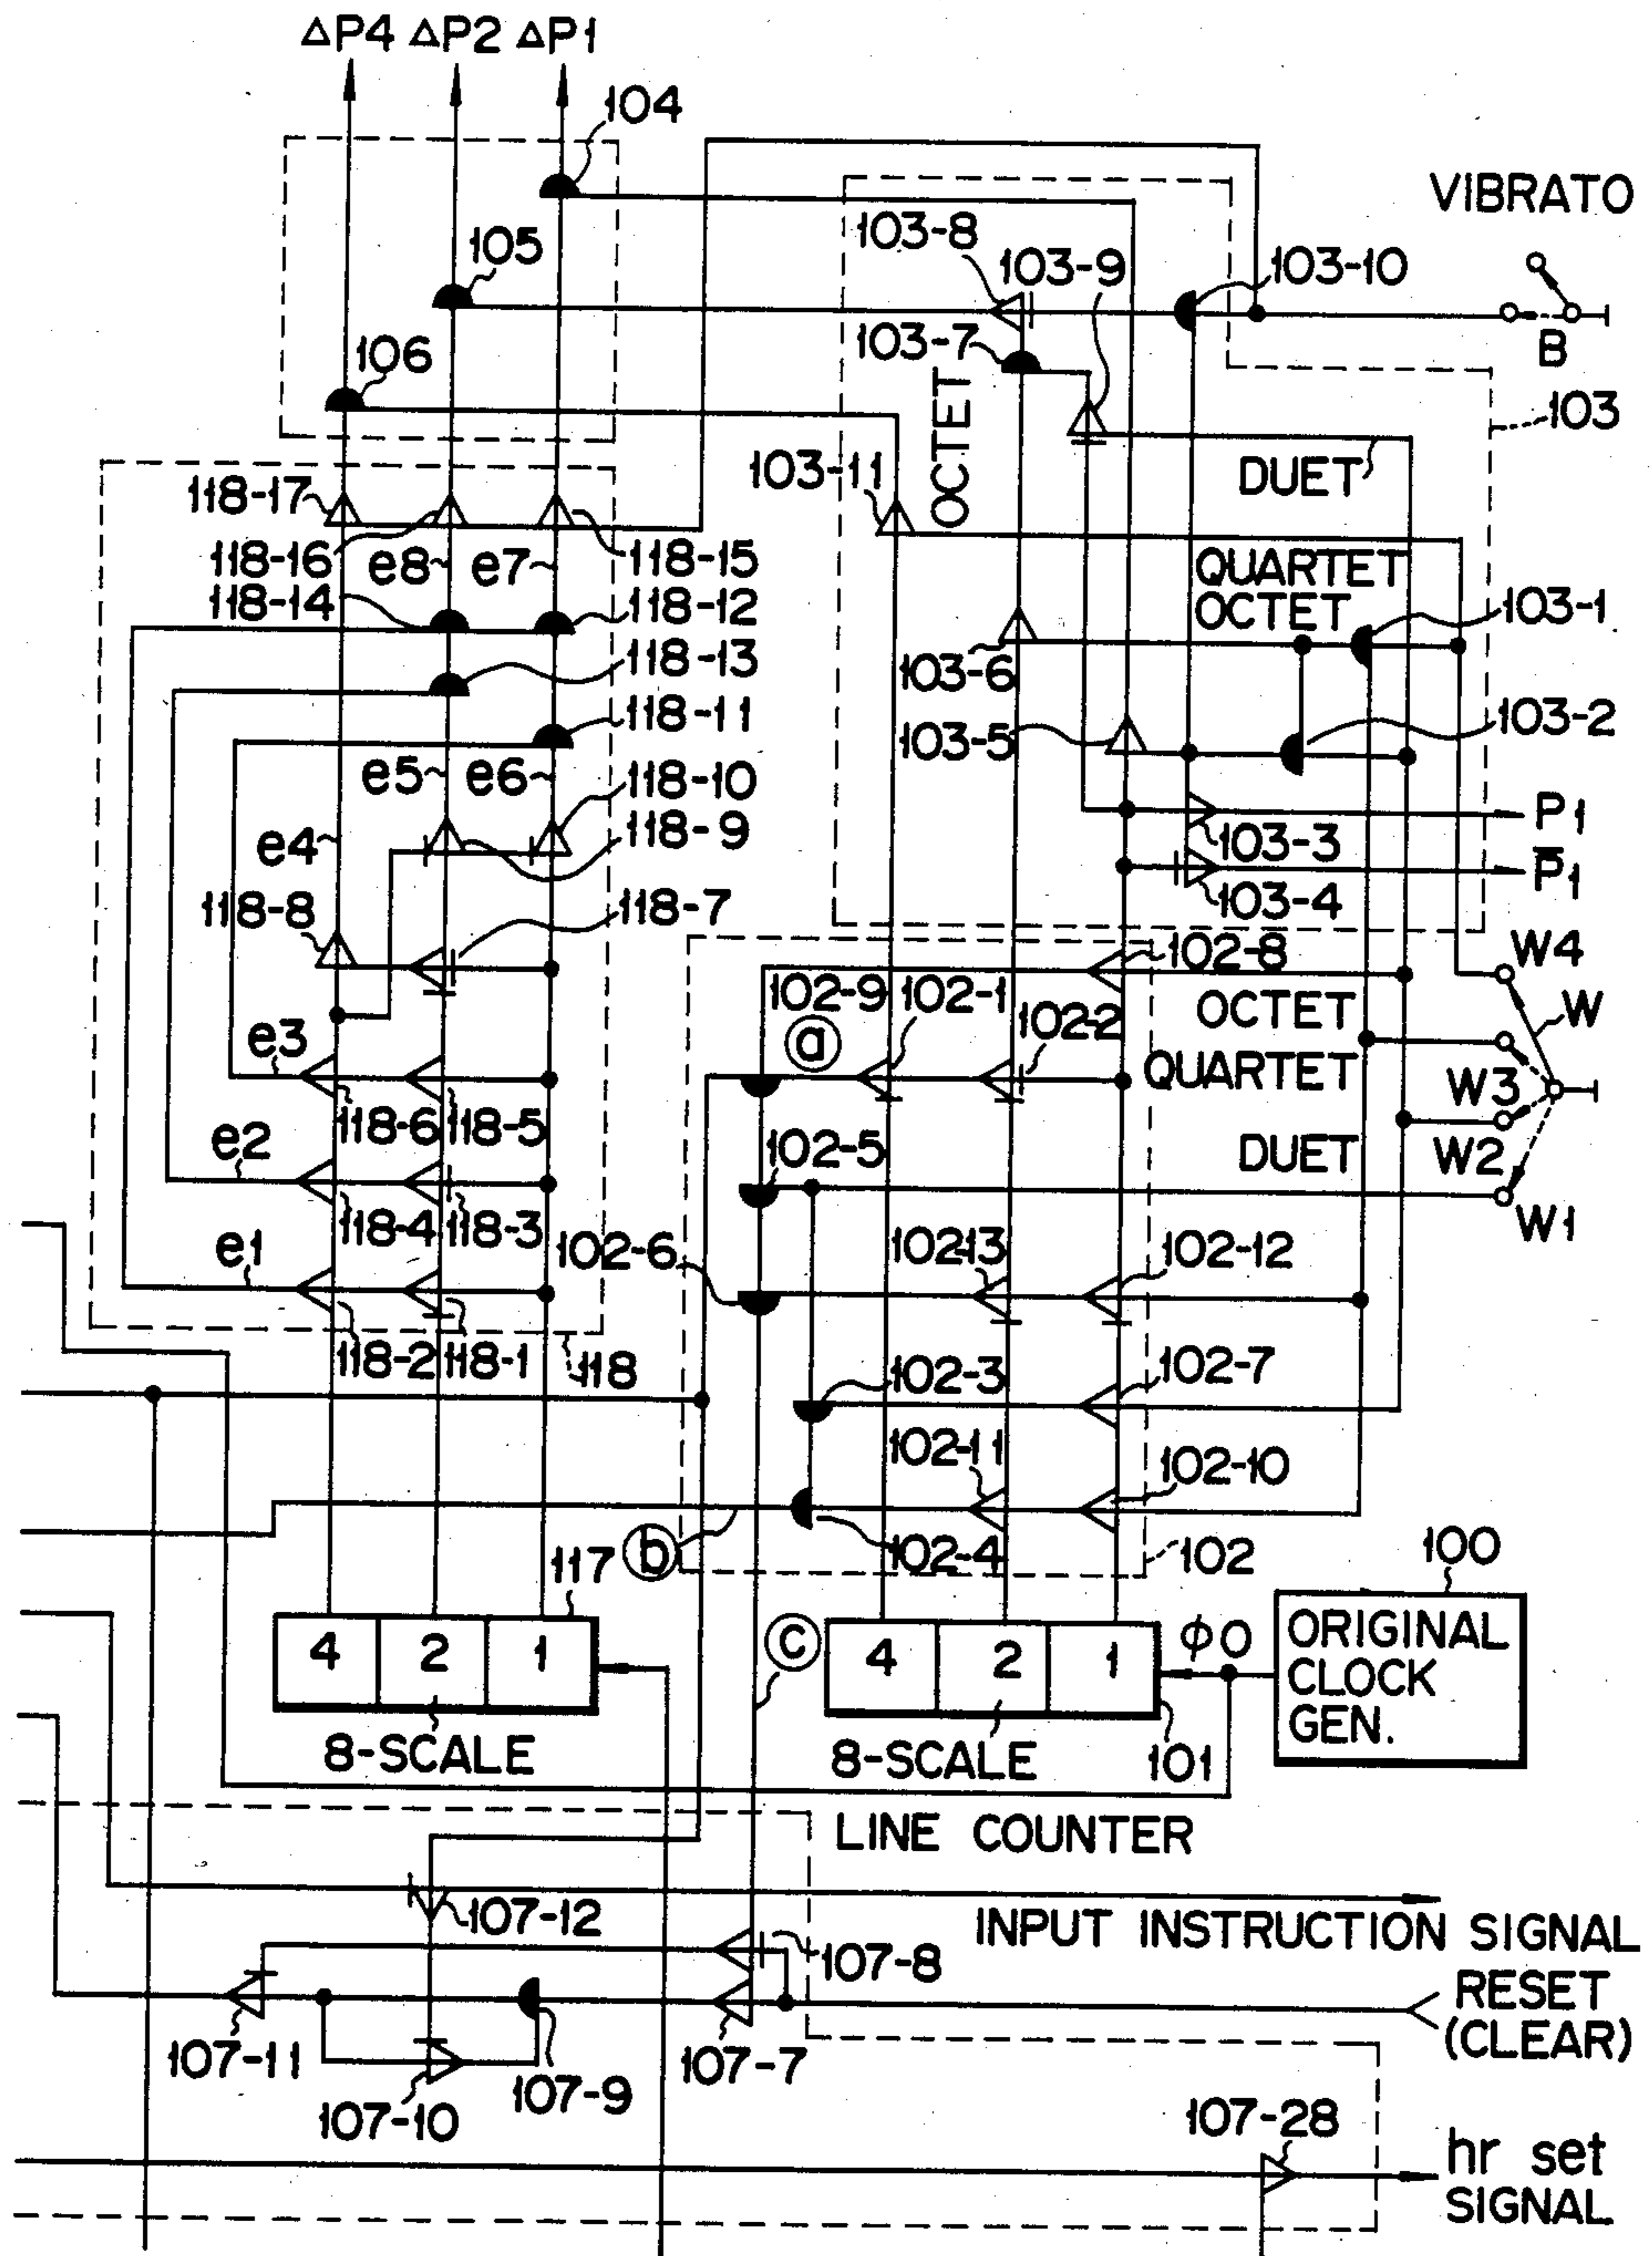 ΔP4 ΔP2 ΔP1
104
VIBRATO
103-8
105
103-9
103-10
103-7
B
106
OCTET
103
DUET
103-11
118-17
118-16
e8
e7
118-15
QUARTET
118-14
118-12
OCTET
103-1
118-13
103-6
118-11
103-2
103-5
e5
e6
118-10
P1
e4
118-9
103-3
P̅1
118-8
118-7
103-4
102-8
W4
102-9
102-1
OCTET
W
ⓐ
102-2
e3
QUARTET
W3
118-6
118-5
e2
102-5
DUET
W2
118-4
118-3
W1
e1
102-6
10213
102-12
118-2
118-1
118
102-3
102-7
102-11
102-10
117
ⓑ
102-4
102
100
4 2 1
ⓒ
4 2 1
φ0
ORIGINAL
CLOCK
GEN.
8-SCALE
8-SCALE
101
LINE COUNTER
107-12
INPUT INSTRUCTION SIGNAL
107-8
RESET
(CLEAR)
107-11
107-7
107-10
107-9
107-28
hr set
SIGNAL